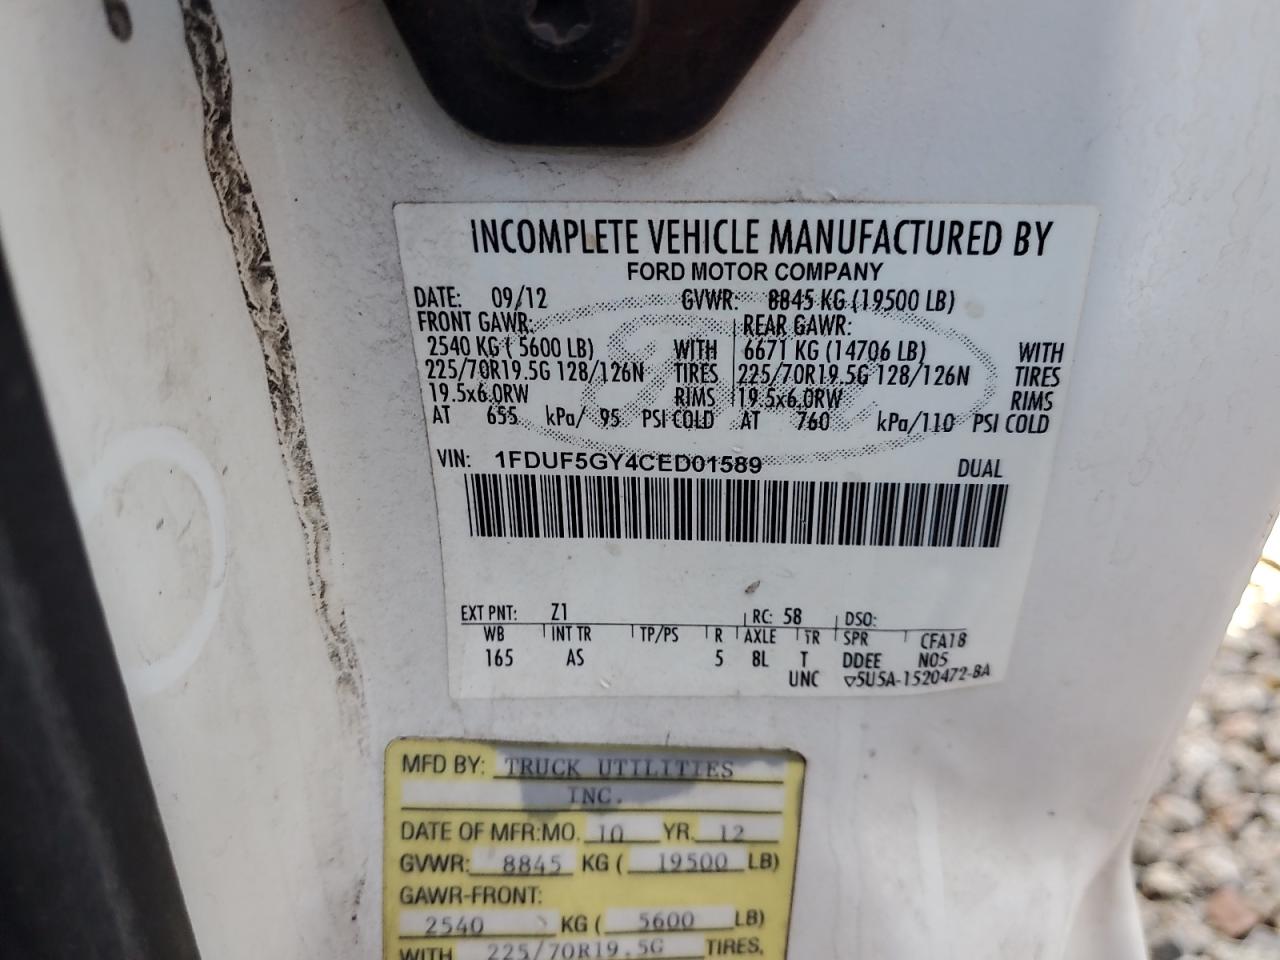 INCOMPLETE VEHICLE MANUFACTURED BY
FORD MOTOR COMPANY
DATE: 09/12 GVWR: 8845 KG (19500 LB)
FRONT GAWR: REAR GAWR:
2540 KG ( 5600 LB) WITH 6671 KG (14706 LB) WITH
225/70R19.5G 128/126N TIRES 225/70R19.5G 128/126N TIRES
19.5x6.0RW RIMS 19.5x6.0RW RIMS
AT 655 kPa/ 95 PSI COLD AT 760 kPa/110 PSI COLD
VIN: 1FDUF5GY4CED01589 DUAL
EXT PNT: Z1 RC: 58 DSO:
WB INT TR TP/PS R AXLE TR SPR CFA18
165 AS 5 8L T DDEE N05
UNC ▽5U5A-1520472-BA
MFD BY: TRUCK UTILITIES
INC.
DATE OF MFR:MO. 10 YR. 12
GVWR: 8845 KG ( 19500 LB)
GAWR-FRONT:
2540 KG ( 5600 LB)
WITH 225/70R19.5G TIRES,